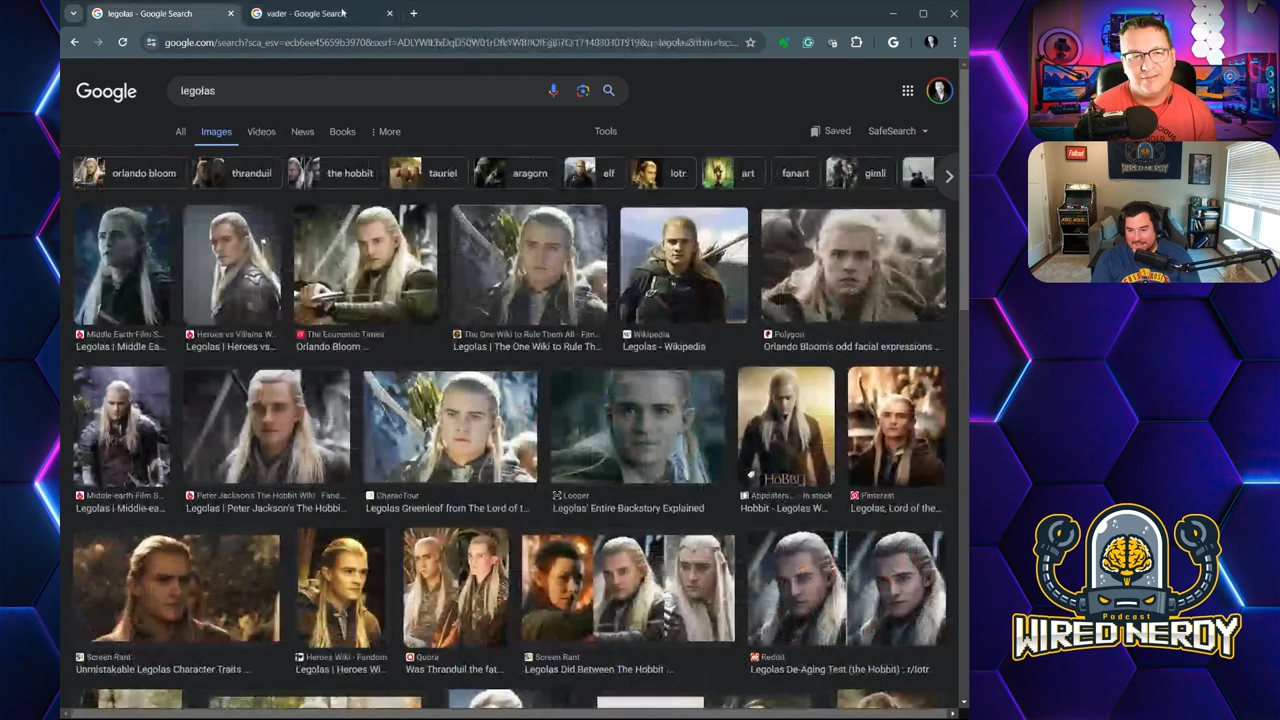 legolas - Google Search
vader - Google Search
Google
legolas
All
Images
Videos
News
Books
More
Tools
Saved
SafeSearch
orlando bloom
thranduil
the hobbit
aragorn
elf
lotr
art
fanart
gimli
Middle Earth Film S...
Legolas | Middle Ea...
Heroes vs Villains W...
Legolas | Heroes vs...
The Economic Times
Orlando Bloom ...
The One Wiki to Rule Them All - Fan...
Legolas | The One Wiki to Rule Th...
Wikipedia
Legolas - Wikipedia
Polygon
Orlando Bloom's odd facial expressions ...
HOBBIT
Middle-earth Film S...
Legolas | Middle-ea...
Peter Jackson's The Hobbit Wiki - Fand...
Legolas | Peter Jackson's The Hobbi...
CharacTour
Legolas Greenleaf from The Lord of t...
Looper
Legolas' Entire Backstory Explained
Abposters... - In stock
Hobbit - Legolas W...
Pinterest
Legolas, Lord of the...
Screen Rant
Unmistakable Legolas Character Traits ...
Heroes Wiki - Fandom
Legolas | Heroes Wi...
Quora
Was Thranduil the fat...
Screen Rant
Legolas Did Between The Hobbit ...
Reddit
Legolas De-Aging Test (the Hobbit) : r/lotr
Fallout
WIRED NERDY
ARCADE
Podcast
WIRED NERDY